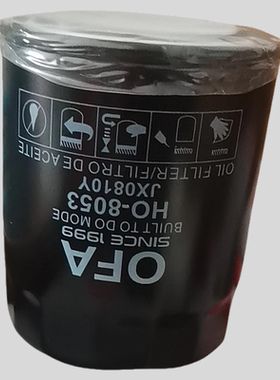 OFA
SINCE 1999
BUILT TO DO MODE
HO-8053
JX0810Y
OIL FILTER/FILTRO DE ACEITE